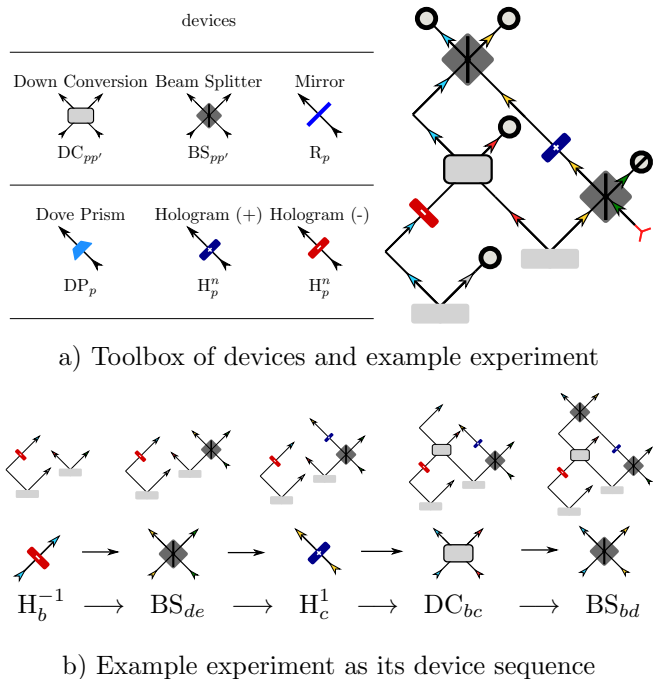 devices
Down Conversion Beam Splitter Mirror
DC_{pp'} BS_{pp'} R_p
Dove Prism Hologram (+) Hologram (-)
DP_p H_p^n H_p^n
a) Toolbox of devices and example experiment
H_b^{-1} ⟶ BS_{de} ⟶ H_c^1 ⟶ DC_{bc} ⟶ BS_{bd}
b) Example experiment as its device sequence